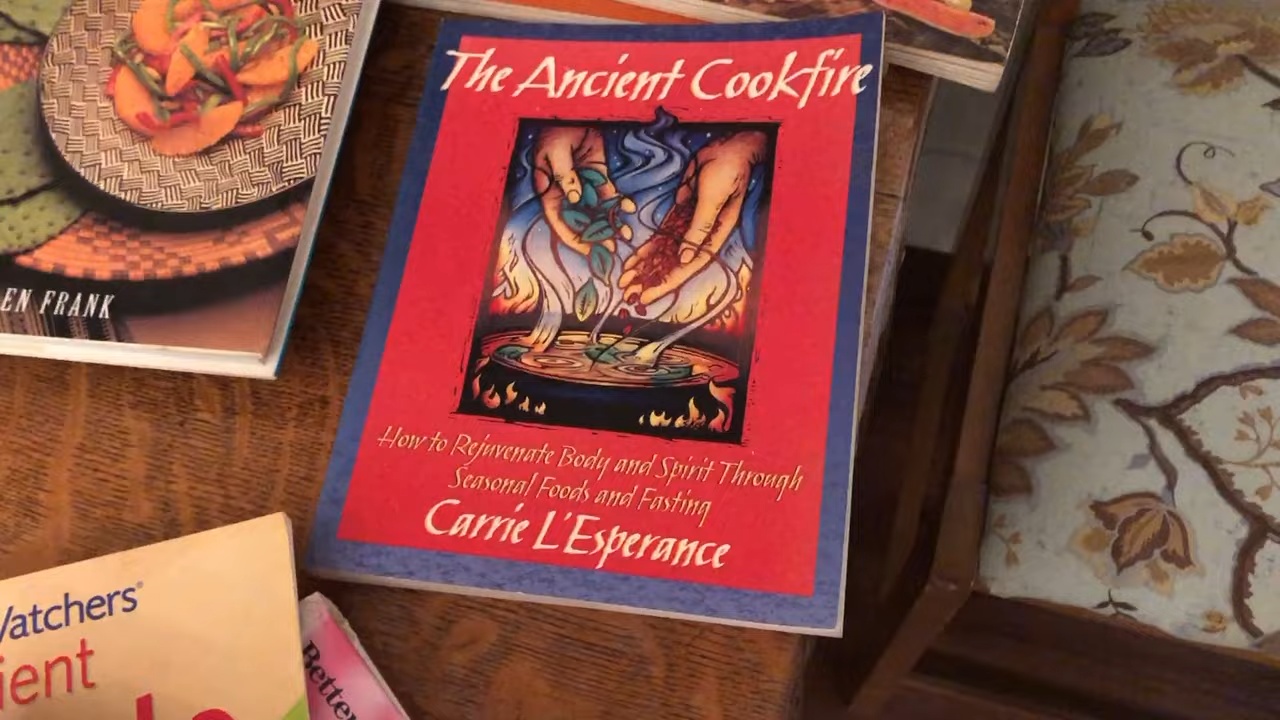 The Ancient Cookfire
EN FRANK
How to Rejuvenate Body and Spirit Through
Seasonal Foods and Fasting
Carrie L'Esperance
Watchers®
ient
Better